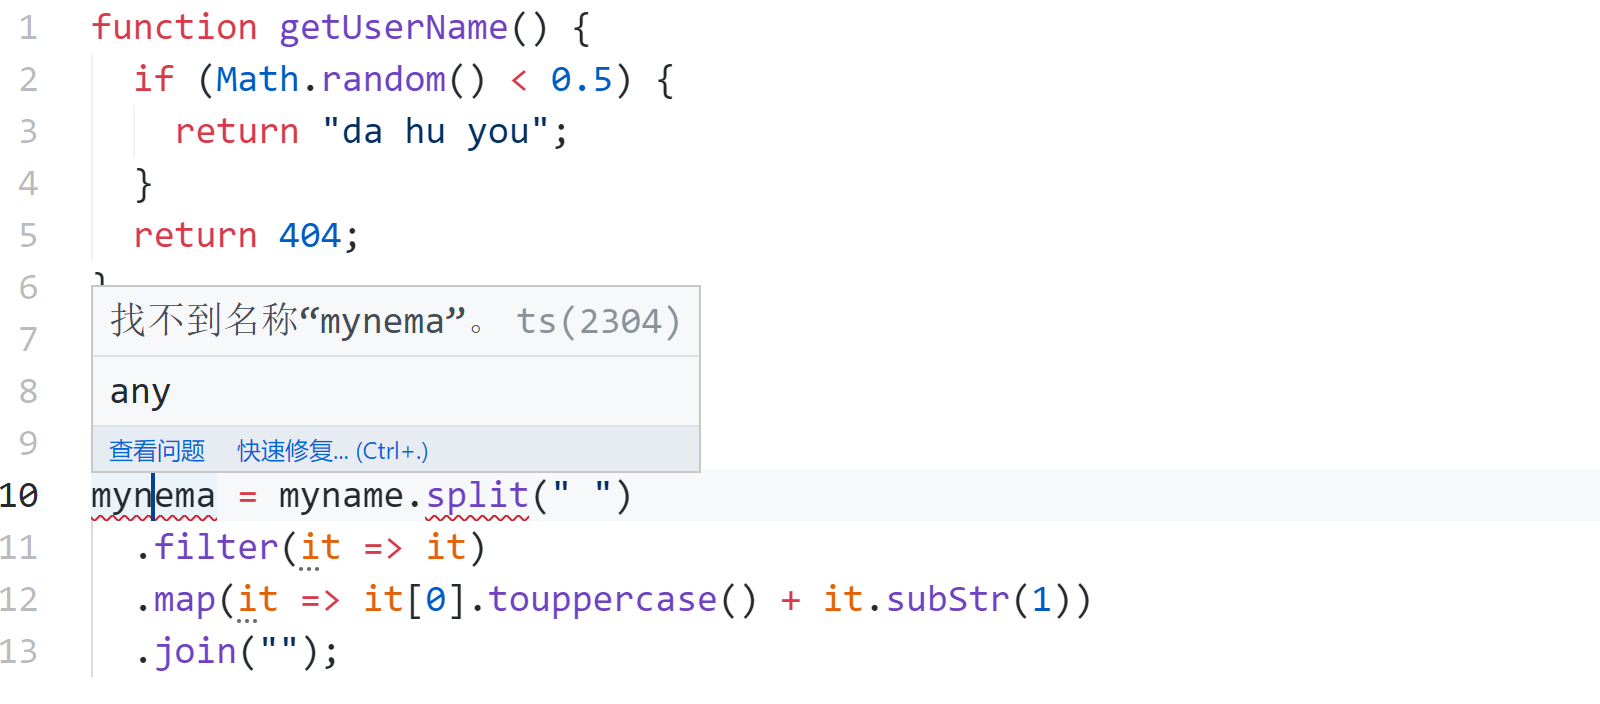 1 function getUserName() {
2 if (Math.random() < 0.5) {
3 return "da hu you";
4 }
5 return 404;
6 }
找不到名称“mynema”。 ts(2304)
7
8 any
9 查看问题 快速修复... (Ctrl+.)
10 mynema = myname.split(" ")
11 .filter(it => it)
12 .map(it => it[0].touppercase() + it.subStr(1))
13 .join("");